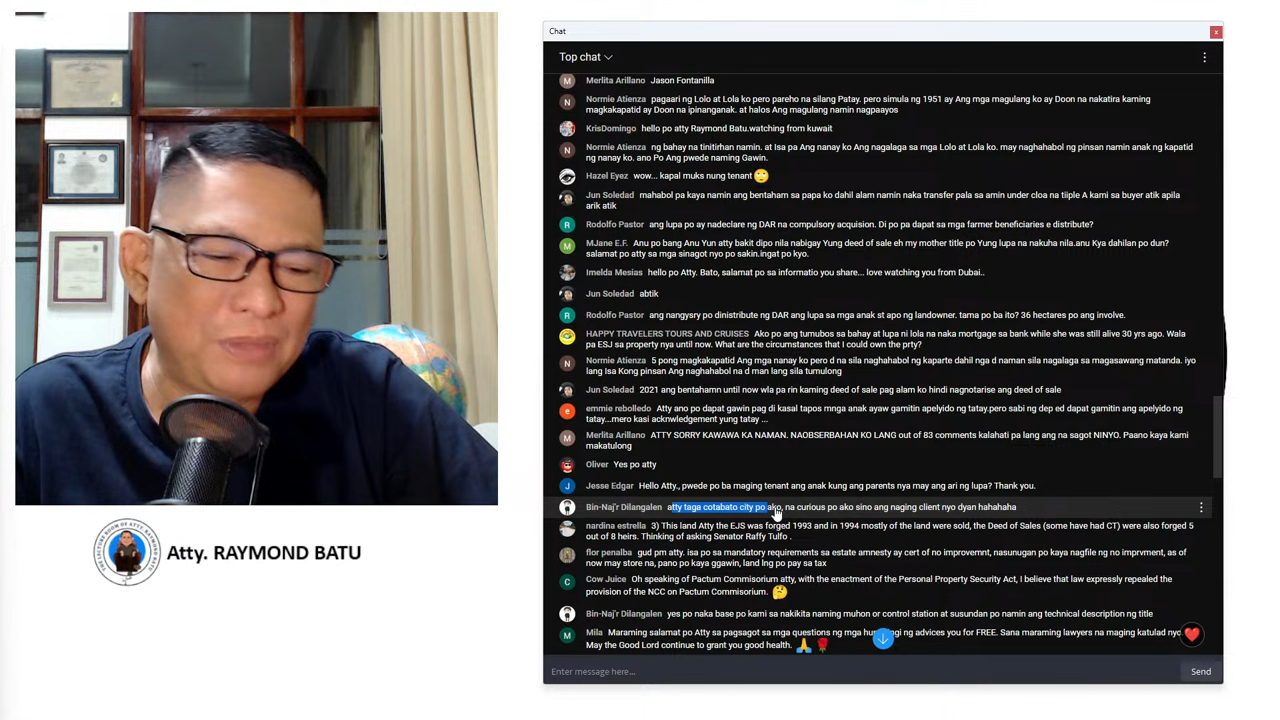 Chat
x
Top chat
Merlita Arillano Jason Fontanilla
Normie Atienza pagaari ng Lolo at Lola ko pero pareho na silang Patay. pero simula ng 1951 ay Ang mga magulang ko ay Doon na nakatira kaming
magkakapatid ay Doon na ipinanganak. at halos Ang magulang namin nagpaayos
KrisDomingo hello po atty Raymond Batu.watching from kuwait
Normie Atienza ng bahay na tinitirhan namin. at Isa pa Ang nanay ko Ang nagalaga sa mga Lolo at Lola ko. may naghahabol ng pinsan namin anak ng kapatid
ng nanay ko. ano Po Ang pwede naming Gawin.
Hazel Eyez wow... kapal muks nung tenant 🙄
Jun Soledad mahabol pa kaya namin ang bentaham sa papa ko dahil alam namin naka transfer pala sa amin under cloa na tiiple A kami sa buyer atik apila
arik atik
Rodolfo Pastor ang lupa po ay nadeclare ng DAR na compulsory acquision. Di po pa dapat sa mga farmer beneficiaries e distribute?
MJane E.F. Anu po bang Anu Yun atty bakit dipo nila nabigay Yung deed of sale eh my mother title po Yung lupa na nakuha nila.anu Kya dahilan po dun?
salamat po atty sa mga sinagot nyo po sakin.ingat po kyo.
Imelda Mesias hello po Atty. Bato, salamat po sa informatio you share... love watching you from Dubai..
Jun Soledad abtik
Rodolfo Pastor ang nangysry po dinistribute ng DAR ang lupa sa mga anak st apo ng landowner. tama po ba ito? 36 hectares po ang involve.
HAPPY TRAVELERS TOURS AND CRUISES Ako po ang tumubos sa bahay at lupa ni lola na naka mortgage sa bank while she was still alive 30 yrs ago. Wala
pa ESJ sa property nya until now. What are the circumstances that I could own the prty?
Normie Atienza 5 pong magkakapatid Ang mga nanay ko pero d na sila naghahabol ng kaparte dahil nga d naman sila nagalaga sa magasawang matanda. iyo
lang Isa Kong pinsan Ang naghahabol na d man lang sila tumulong
Jun Soledad 2021 ang bentahamn until now wla pa rin kaming deed of sale pag alam ko hindi nagnotarise ang deed of sale
emmie rebolledo Atty ano po dapat gawin pag di kasal tapos mnga anak ayaw gamitin apelyido ng tatay.pero sabi ng dep ed dapat gamitin ang apelyido ng
tatay...mero kasi acknwledgement yung tatay ...
Merlita Arillano ATTY SORRY KAWAWA KA NAMAN. NAOBSERBAHAN KO LANG out of 83 comments kalahati pa lang ang na sagot NINYO. Paano kaya kami
makatulong
Oliver Yes po atty
Jesse Edgar Hello Atty., pwede po ba maging tenant ang anak kung ang parents nya may ang ari ng lupa? Thank you.
Bin-Naj'r Dilangalen atty taga cotabato city po ako, na curious po ako sino ang naging client nyo dyan hahahaha
nardina estrella 3) This land Atty the EJS was forged 1993 and in 1994 mostly of the land were sold, the Deed of Sales (some have had CT) were also forged 5
out of 8 heirs. Thinking of asking Senator Raffy Tulfo .
flor penalba gud pm atty. isa po sa mandatory requirements sa estate amnesty ay cert of no improvemnt, nasunugan po kaya nagfile ng no imprvment, as of
now may store na, pano po kaya ggawin, land lng po pay sa tax
Cow Juice Oh speaking of Pactum Commisorium atty, with the enactment of the Personal Property Security Act, I believe that law expressly repealed the
provision of the NCC on Pactum Commisorium. 🤔
Bin-Naj'r Dilangalen yes po naka base po kami sa nakikita naming muhon or control station at susundan po namin ang technical description ng title
Mila Maraming salamat po Atty sa pagsagot sa mga questions ng mga advices you for FREE. Sana maraming lawyers na maging katulad nyo
May the Good Lord continue to grant you good health. 🙏🌹
Enter message here...
Send
Atty. RAYMOND BATU